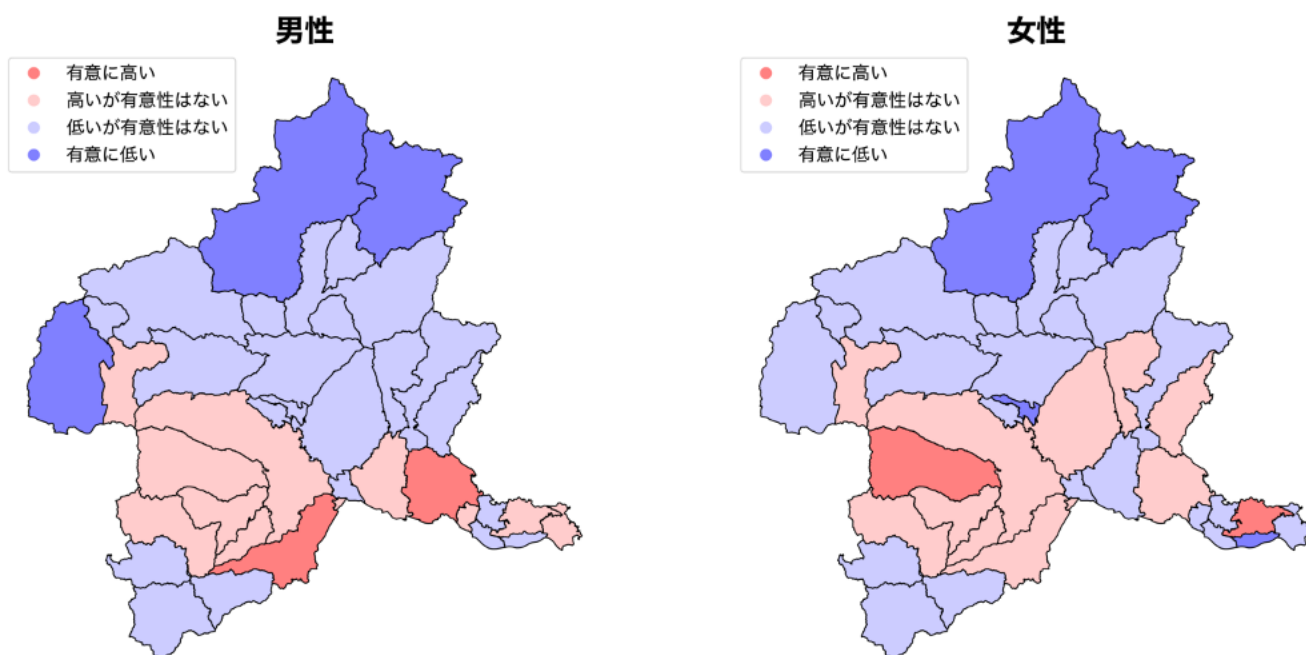 男性
有意に高い
高いが有意性はない
低いが有意性はない
有意に低い
女性
有意に高い
高いが有意性はない
低いが有意性はない
有意に低い